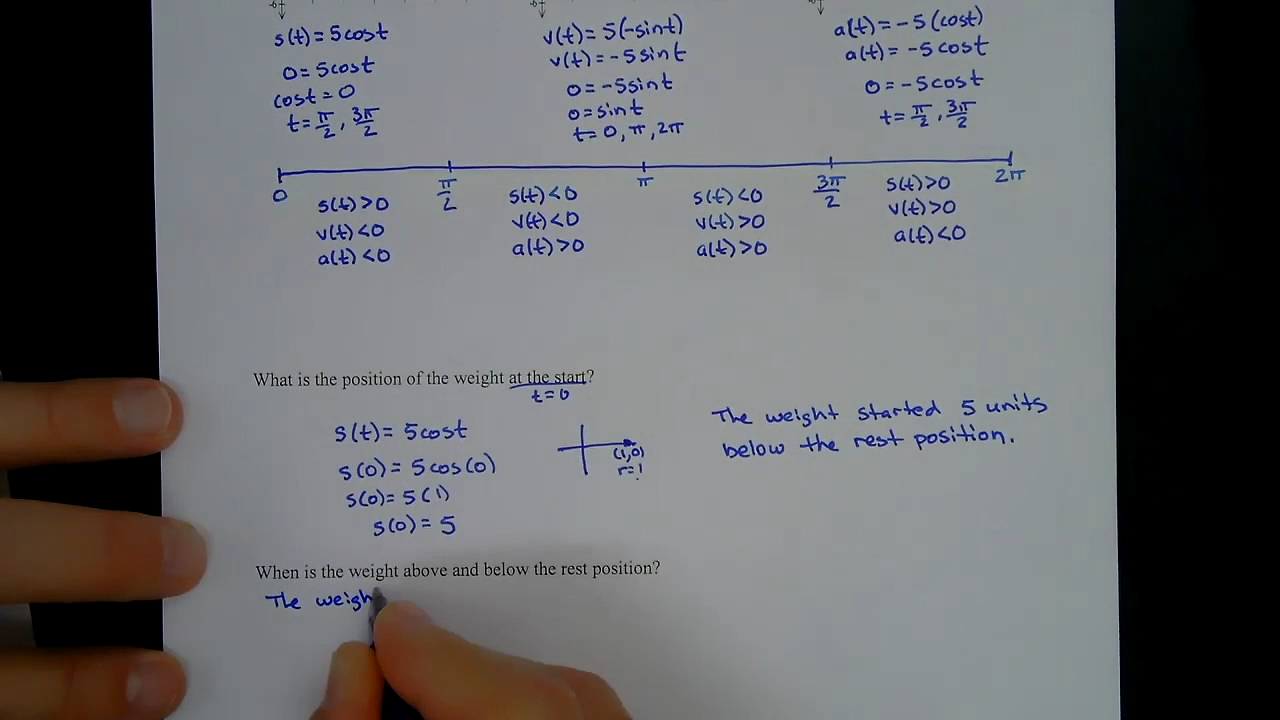 -6 -6 -6
s(t) = 5cost
0 = 5cost
cost = 0
t = π/2, 3π/2
v(t) = 5(-sint)
v(t) = -5sint
0 = -5sint
0 = sint
t = 0, π, 2π
a(t) = -5(cost)
a(t) = -5cost
0 = -5cost
t = π/2, 3π/2
0 π/2 π 3π/2 2π
s(t) > 0
v(t) < 0
a(t) < 0
s(t) < 0
v(t) < 0
a(t) > 0
s(t) < 0
v(t) > 0
a(t) > 0
s(t) > 0
v(t) > 0
a(t) < 0
What is the position of the weight at the start?
t = 0
s(t) = 5cost
s(0) = 5cos(0)
s(0) = 5(1)
s(0) = 5
(1,0)
r=1
The weight started 5 units
below the rest position.
When is the weight above and below the rest position?
The weigh